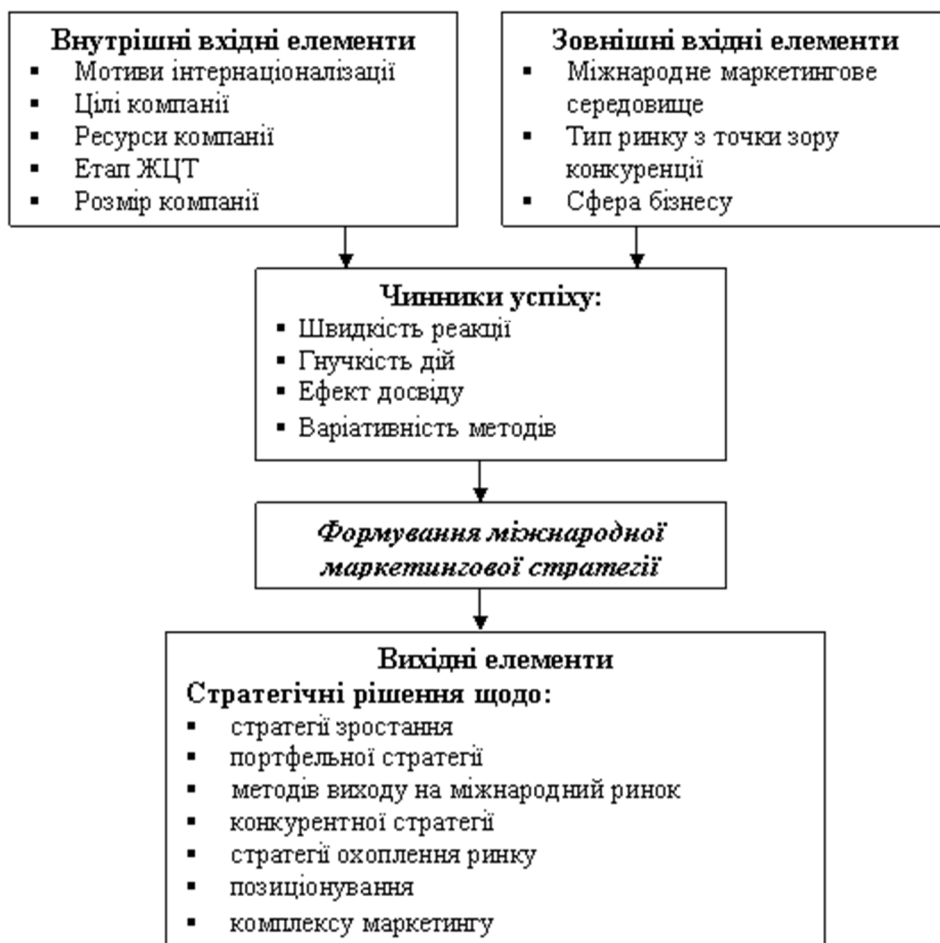 Внутрішні вхідні елементи
▪ Мотиви інтернаціоналізації
▪ Цілі компанії
▪ Ресурси компанії
▪ Етап ЖЦТ
▪ Розмір компанії
Зовнішні вхідні елементи
▪ Міжнародне маркетингове
середовище
▪ Тип ринку з точки зору
конкуренції
▪ Сфера бізнесу
Чинники успіху:
▪ Швидкість реакції
▪ Гнучкість дій
▪ Ефект досвіду
▪ Варіативність методів
Формування міжнародної
маркетингової стратегії
Вихідні елементи
Стратегічні рішення щодо:
▪ стратегії зростання
▪ портфельної стратегії
▪ методів виходу на міжнародний ринок
▪ конкурентної стратегії
▪ стратегії охоплення ринку
▪ позиціонування
▪ комплексу маркетингу